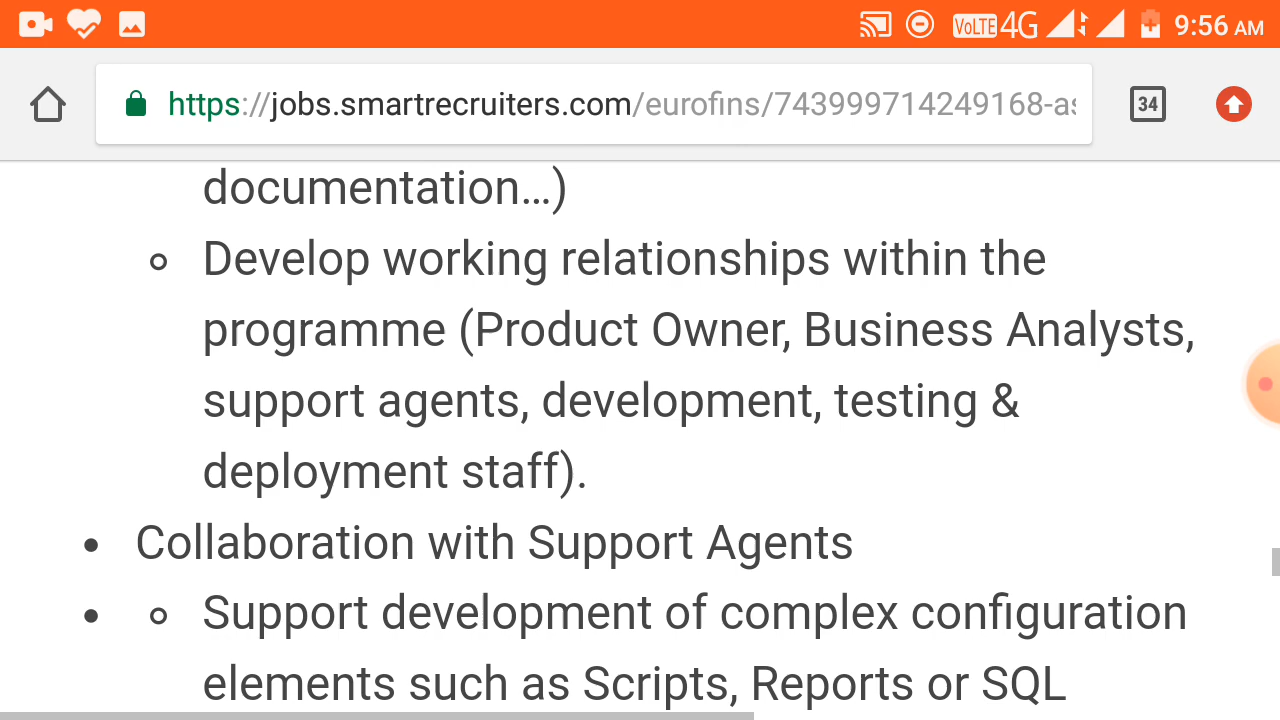 VoLTE 4G 9:56 AM
https://jobs.smartrecruiters.com/eurofins/743999714249168-as 34
documentation...)
Develop working relationships within the
programme (Product Owner, Business Analysts,
support agents, development, testing &
deployment staff).
Collaboration with Support Agents
Support development of complex configuration
elements such as Scripts, Reports or SQL